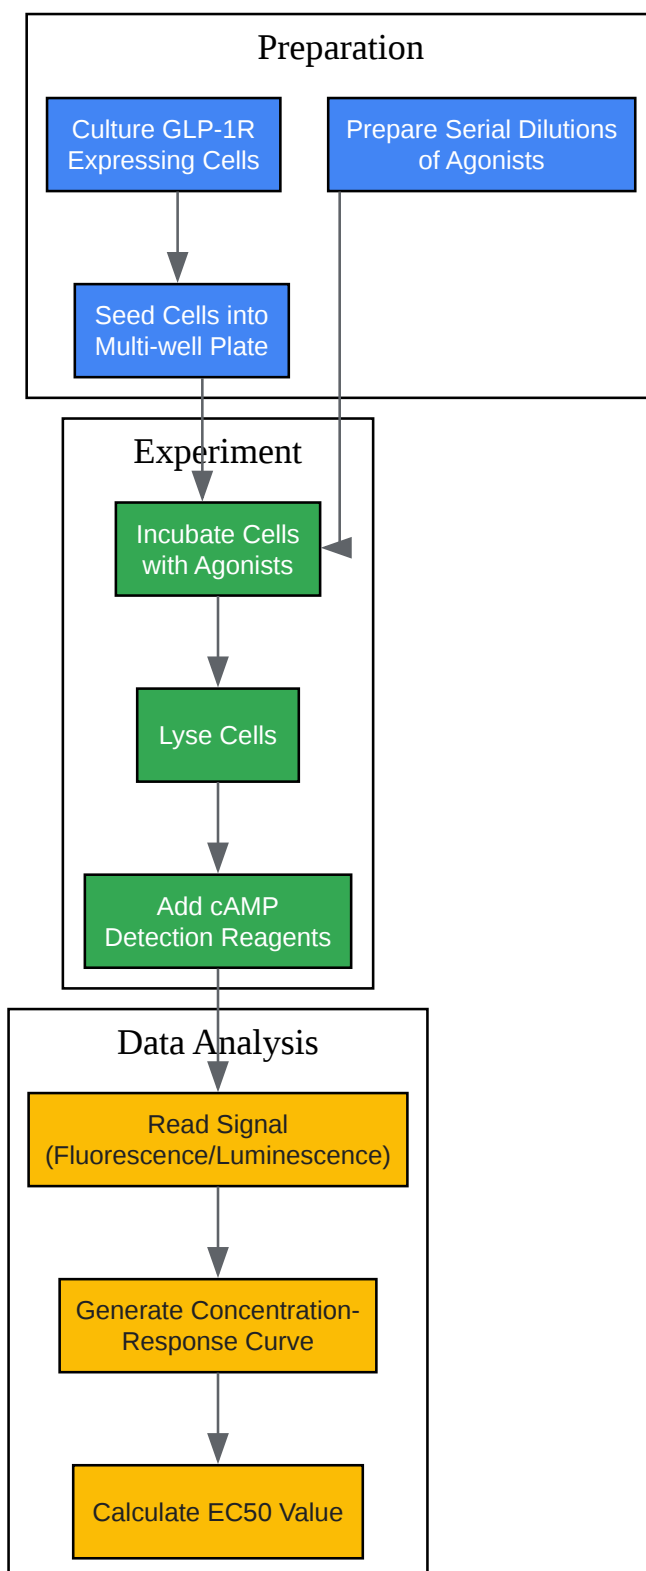 Preparation
Culture GLP-1R
Expressing Cells
Prepare Serial Dilutions
of Agonists
Seed Cells into
Multi-well Plate
Experiment
Incubate Cells
with Agonists
Lyse Cells
Add cAMP
Detection Reagents
Data Analysis
Read Signal
(Fluorescence/Luminescence)
Generate Concentration-
Response Curve
Calculate EC50 Value